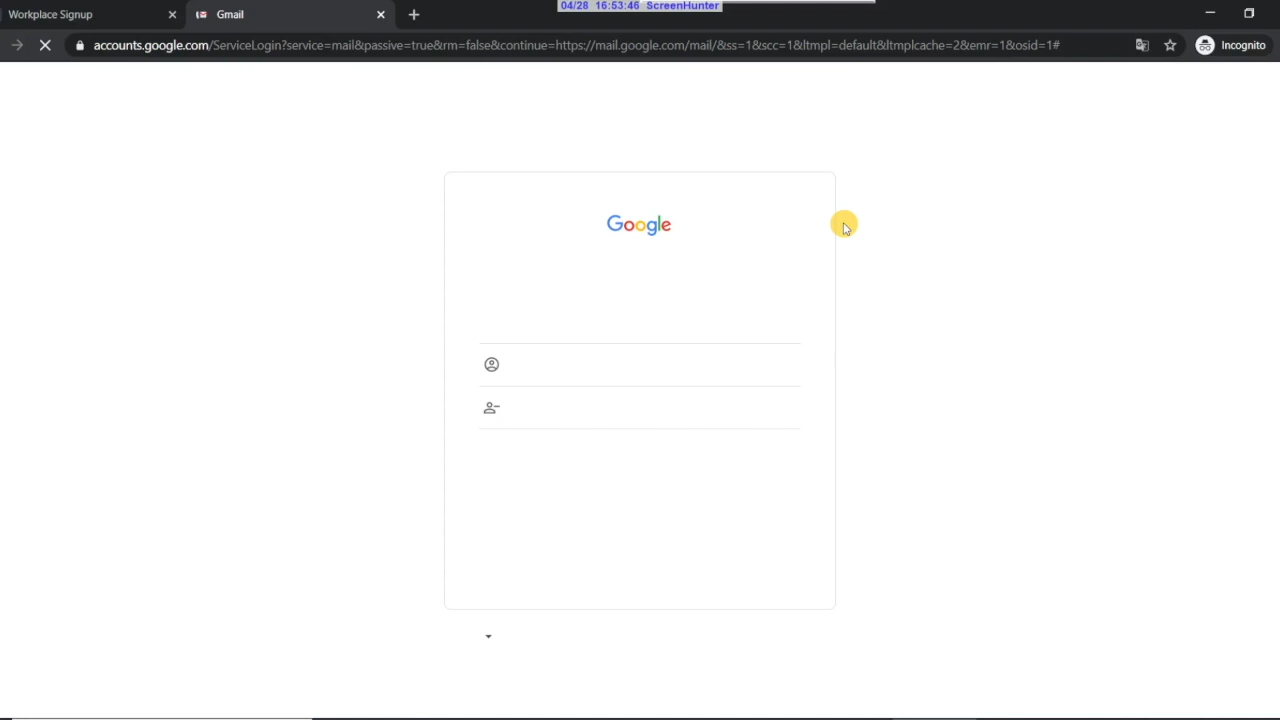 04/28 16:53:46 ScreenHunter
Workplace Signup
Gmail
accounts.google.com/ServiceLogin?service=mail&passive=true&rm=false&continue=https://mail.google.com/mail/&ss=1&scc=1&ltmpl=default&ltmplcache=2&emr=1&osid=1#
Incognito
Google